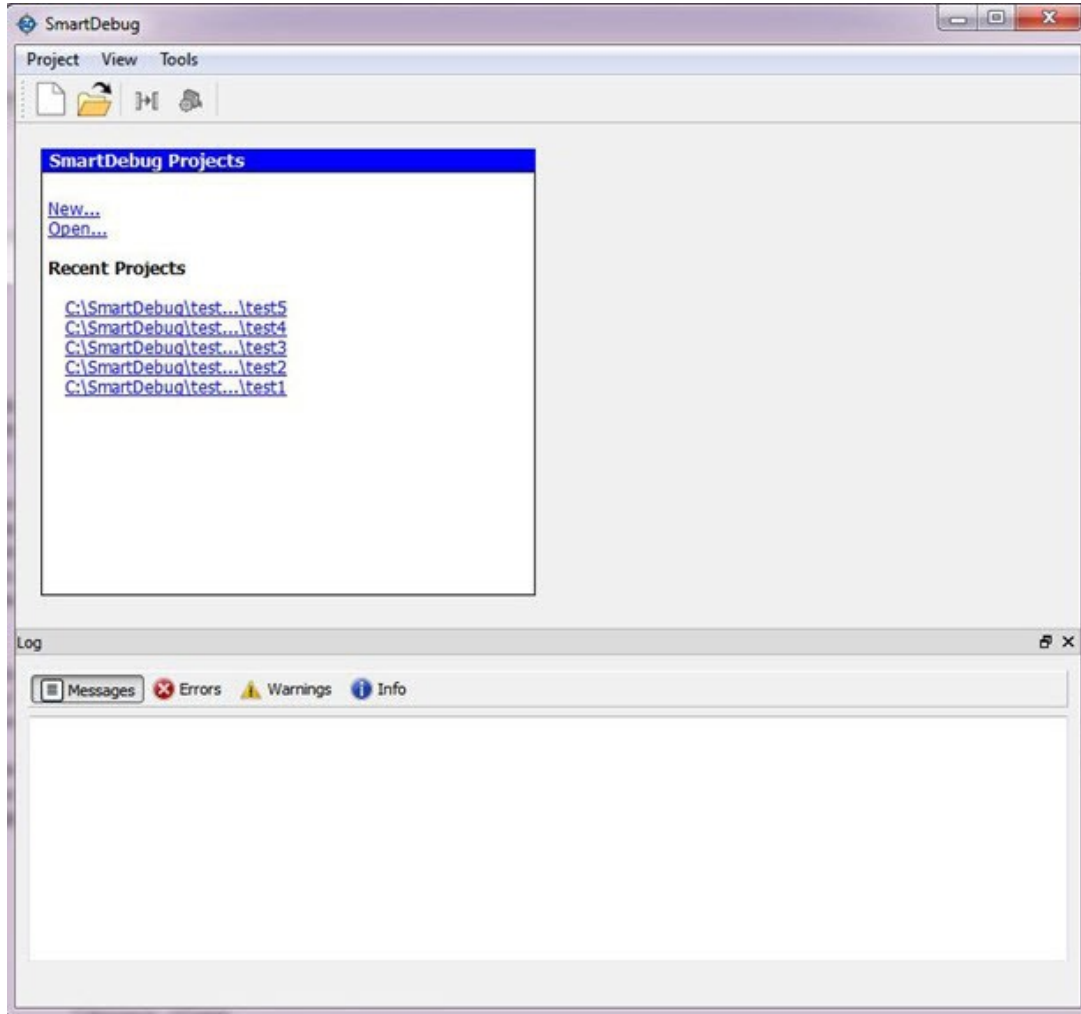 SmartDebug
Project View Tools
SmartDebug Projects
New...
Open...
Recent Projects
C:\SmartDebug\test...\test5
C:\SmartDebug\test...\test4
C:\SmartDebug\test...\test3
C:\SmartDebug\test...\test2
C:\SmartDebug\test...\test1
Log
Messages Errors Warnings Info